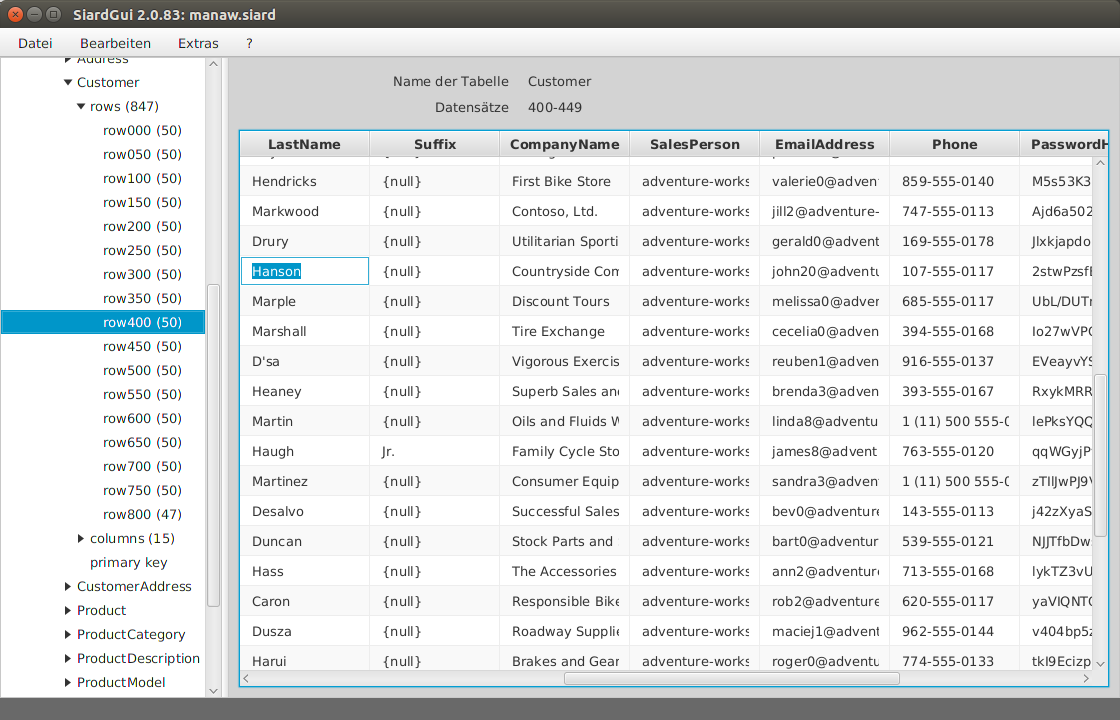 SiardGui 2.0.83: manaw.siard
Datei Bearbeiten Extras ?
Address
Customer
rows (847)
row000 (50)
row050 (50)
row100 (50)
row150 (50)
row200 (50)
row250 (50)
row300 (50)
row350 (50)
row400 (50)
row450 (50)
row500 (50)
row550 (50)
row600 (50)
row650 (50)
row700 (50)
row750 (50)
row800 (47)
columns (15)
primary key
CustomerAddress
Product
ProductCategory
ProductDescription
ProductModel
Name der Tabelle Customer
Datensätze 400-449
LastName Suffix CompanyName SalesPerson EmailAddress Phone PasswordH
Hendricks {null} First Bike Store adventure-works valerie0@adven 859-555-0140 M5s53K3
Markwood {null} Contoso, Ltd. adventure-works jill2@adventure- 747-555-0113 Ajd6a502
Drury {null} Utilitarian Sporti adventure-works gerald0@advent 169-555-0178 Jlxkjapdo
Hanson {null} Countryside Com adventure-works john20@adventu 107-555-0117 2stwPzsf
Marple {null} Discount Tours adventure-works melissa0@adven 685-555-0117 UbL/DUT
Marshall {null} Tire Exchange adventure-works cecelia0@adven 394-555-0168 Io27wVP
D'sa {null} Vigorous Exercis adventure-works reuben1@adven 916-555-0137 EVeayvY
Heaney {null} Superb Sales and adventure-works brenda3@adven 393-555-0167 RxykMRR
Martin {null} Oils and Fluids W adventure-works linda8@adventu 1 (11) 500 555-0 lePksYQQ
Haugh Jr. Family Cycle Sto adventure-works james8@advent 763-555-0120 qqWGyjP
Martinez {null} Consumer Equip adventure-works sandra3@adven 1 (11) 500 555-0 zTIlJwPJ9
Desalvo {null} Successful Sales adventure-works bev0@adventure 143-555-0113 j42zXyaS
Duncan {null} Stock Parts and adventure-works bart0@adventur 539-555-0121 NJJTfbDw
Hass {null} The Accessories adventure-works ann2@adventur 713-555-0168 lykTZ3vU
Caron {null} Responsible Bike adventure-works rob2@adventure 620-555-0117 yaVIQNT
Dusza {null} Roadway Supplie adventure-works maciej1@advent 962-555-0144 v404bp5z
Harui {null} Brakes and Gear adventure-works roger0@adventu 774-555-0133 tkI9Ecizp